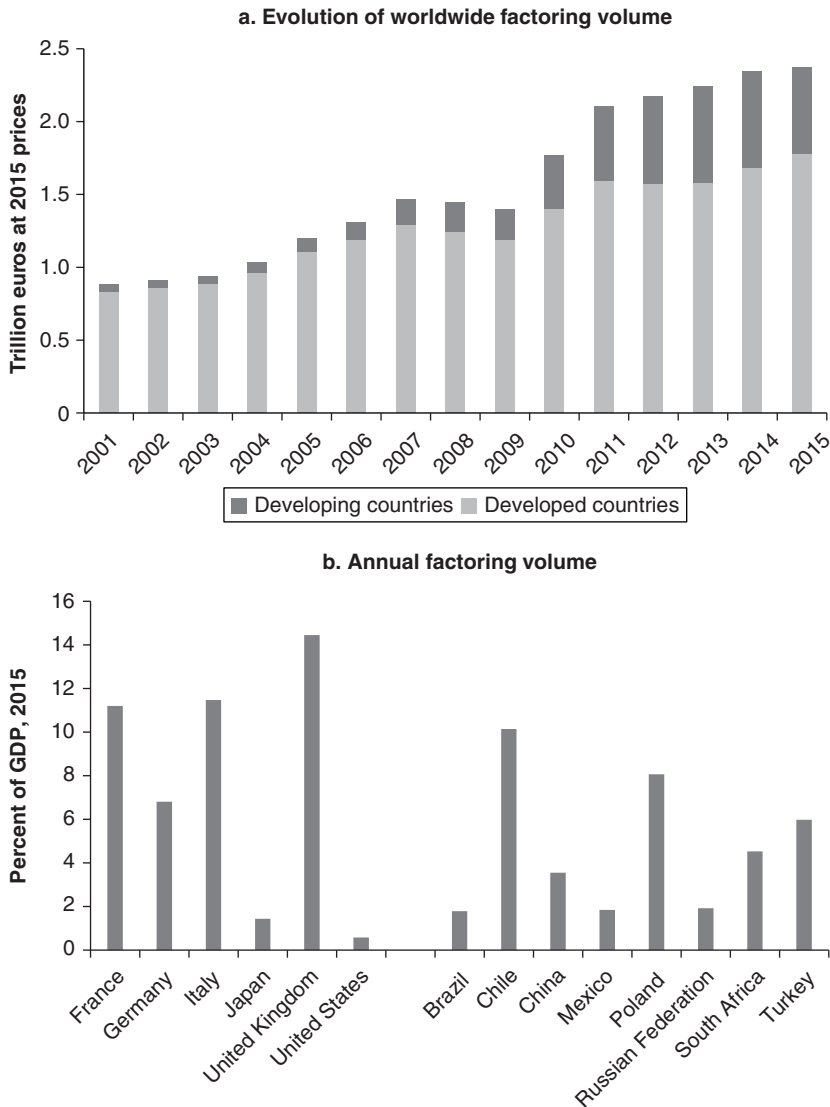 a. Evolution of worldwide factoring volume
Trillion euros at 2015 prices
2.5
2.0
1.5
1.0
0.5
0
2001
2002
2003
2004
2005
2006
2007
2008
2009
2010
2011
2012
2013
2014
2015
Developing countries Developed countries
b. Annual factoring volume
Percent of GDP, 2015
16
14
12
10
8
6
4
2
0
France
Germany
Italy
Japan
United Kingdom
United States
Brazil
Chile
China
Mexico
Poland
Russian Federation
South Africa
Turkey